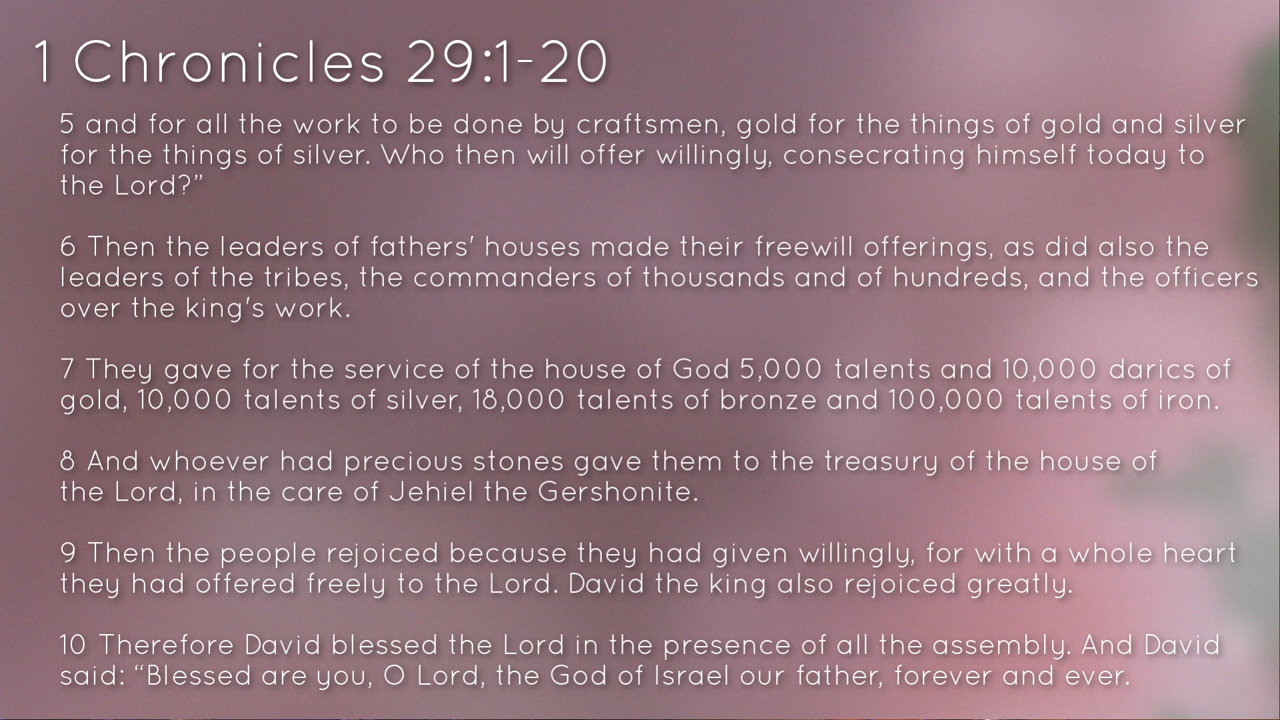 1 Chronicles 29:1-20
5 and for all the work to be done by craftsmen, gold for the things of gold and silver
for the things of silver. Who then will offer willingly, consecrating himself today to
the Lord?”
6 Then the leaders of fathers' houses made their freewill offerings, as did also the
leaders of the tribes, the commanders of thousands and of hundreds, and the officers
over the king's work.
7 They gave for the service of the house of God 5,000 talents and 10,000 darics of
gold, 10,000 talents of silver, 18,000 talents of bronze and 100,000 talents of iron.
8 And whoever had precious stones gave them to the treasury of the house of
the Lord, in the care of Jehiel the Gershonite.
9 Then the people rejoiced because they had given willingly, for with a whole heart
they had offered freely to the Lord. David the king also rejoiced greatly.
10 Therefore David blessed the Lord in the presence of all the assembly. And David
said: “Blessed are you, O Lord, the God of Israel our father, forever and ever.